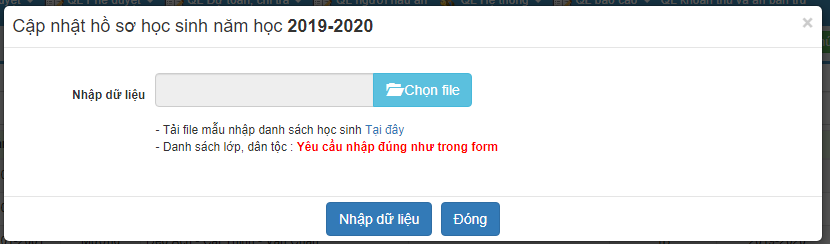 Cập nhật hồ sơ học sinh năm học 2019-2020
×
Nhập dữ liệu
Chọn file
- Tải file mẫu nhập danh sách học sinh Tại đây
- Danh sách lớp, dân tộc : Yêu cầu nhập đúng như trong form
Nhập dữ liệu
Đóng